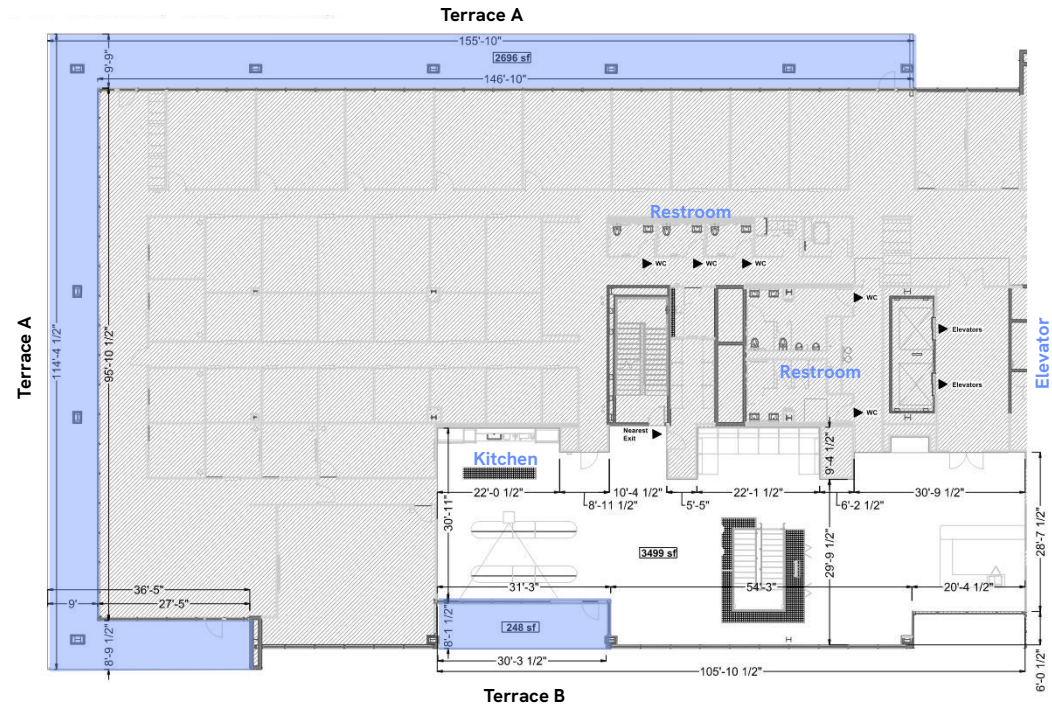 Terrace A
155'-10"
9'-9"
2696 sf
146'-10"
Restroom
WC
WC
WC
WC
Elevators
Terrace A
114'-4 1/2"
95'-10 1/2"
Elevator
Restroom
Elevators
WC
Nearest
Exit
Kitchen
9'-4 1/2"
22'-0 1/2"
8'-11 1/2"
10'-4 1/2"
5'-5"
22'-1 1/2"
6'-2 1/2"
30'-9 1/2"
30'-11"
28'-7 1/2"
3499 sf
29'-9 1/2"
36'-5"
31'-3"
54'-3"
20'-4 1/2"
9'
27'-5"
8'-9 1/2"
8'-1 1/2"
248 sf
30'-3 1/2"
105'-10 1/2"
6'-0 1/2"
Terrace B